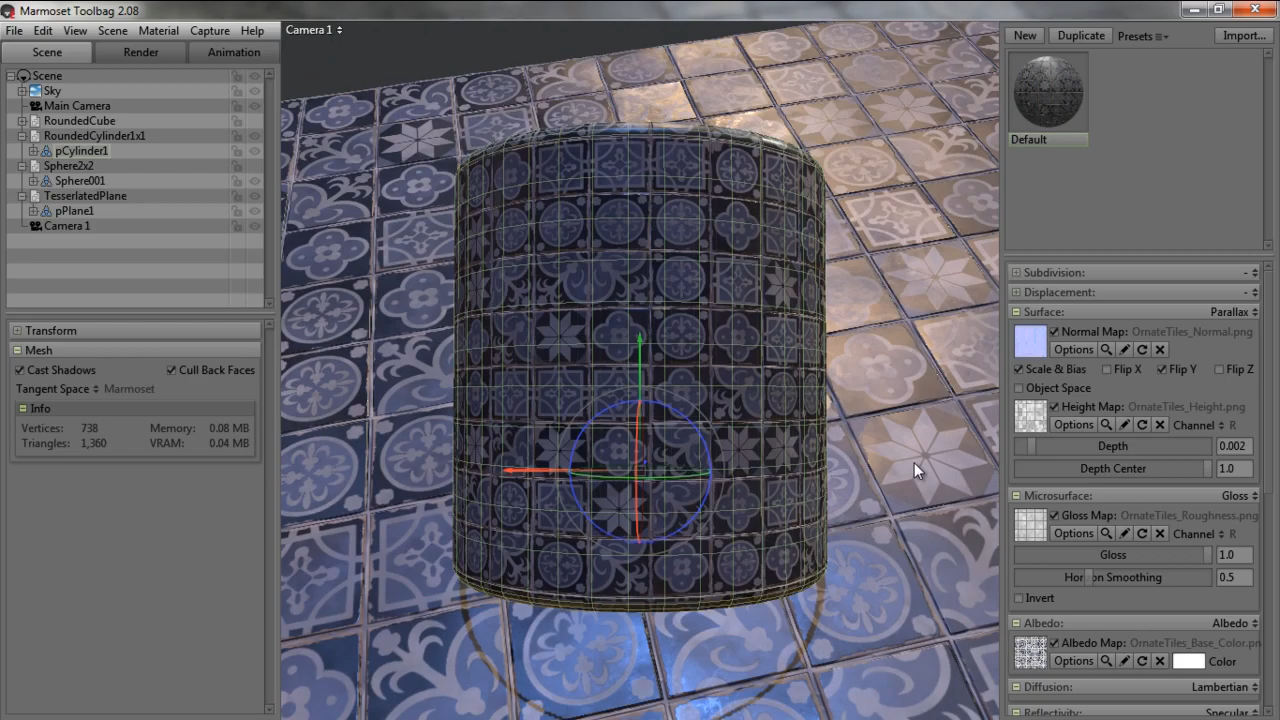 Marmoset Toolbag 2.08
File Edit View Scene Material Capture Help
Scene Render Animation
Scene
Sky
Main Camera
RoundedCube
RoundedCylinder1x1
pCylinder1
Sphere2x2
Sphere001
TesserlatedPlane
pPlane1
Camera 1
Transform
Mesh
Cast Shadows Cull Back Faces
Tangent Space Marmoset
Info
Vertices: 738 Memory: 0.08 MB
Triangles: 1,360 VRAM: 0.04 MB
Camera 1
New Duplicate Presets Import...
Default
Subdivision: -
Displacement: -
Surface: Parallax
Normal Map: OrnateTiles_Normal.png
Options
Scale & Bias Flip X Flip Y Flip Z
Object Space
Height Map: OrnateTiles_Height.png
Options Channel R
Depth 0.002
Depth Center 1.0
Microsurface: Gloss
Gloss Map: OrnateTiles_Roughness.png
Options Channel R
Gloss 1.0
Horizon Smoothing 0.5
Invert
Albedo: Albedo
Albedo Map: OrnateTiles_Base_Color.pn
Options Color
Diffusion: Lambertian
Reflectivity: Specular